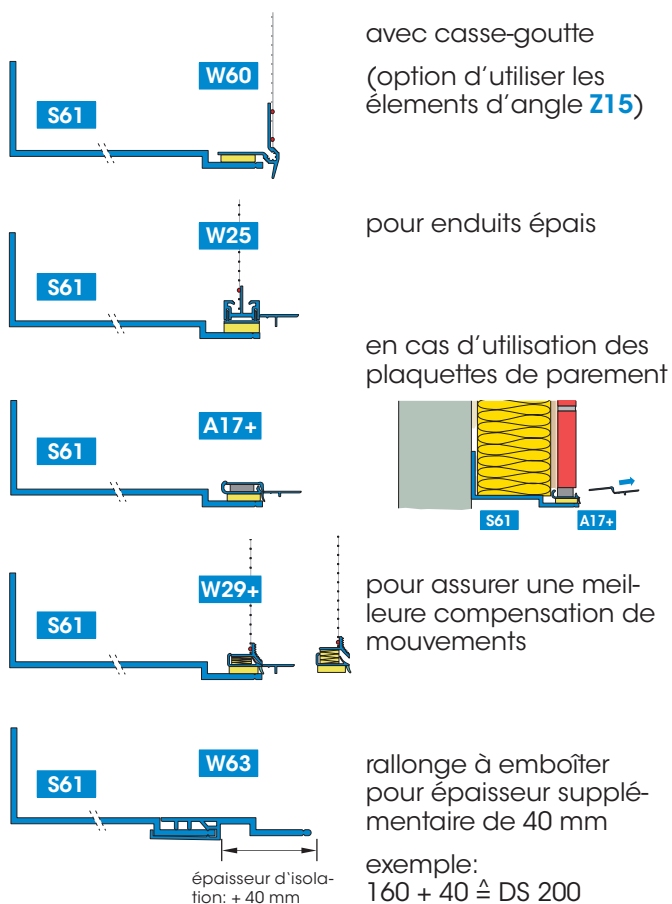 avec casse-goutte
(option d'utiliser les
élements d'angle Z15)
W60
S61
pour enduits épais
W25
S61
en cas d'utilisation des
plaquettes de parement
A17+
S61
S61
A17+
pour assurer une meil-
leure compensation de
mouvements
W29+
S61
rallonge à emboîter
pour épaisseur supplé-
mentaire de 40 mm
W63
S61
épaisseur d'isola-
tion: + 40 mm
exemple:
160 + 40 ≙ DS 200